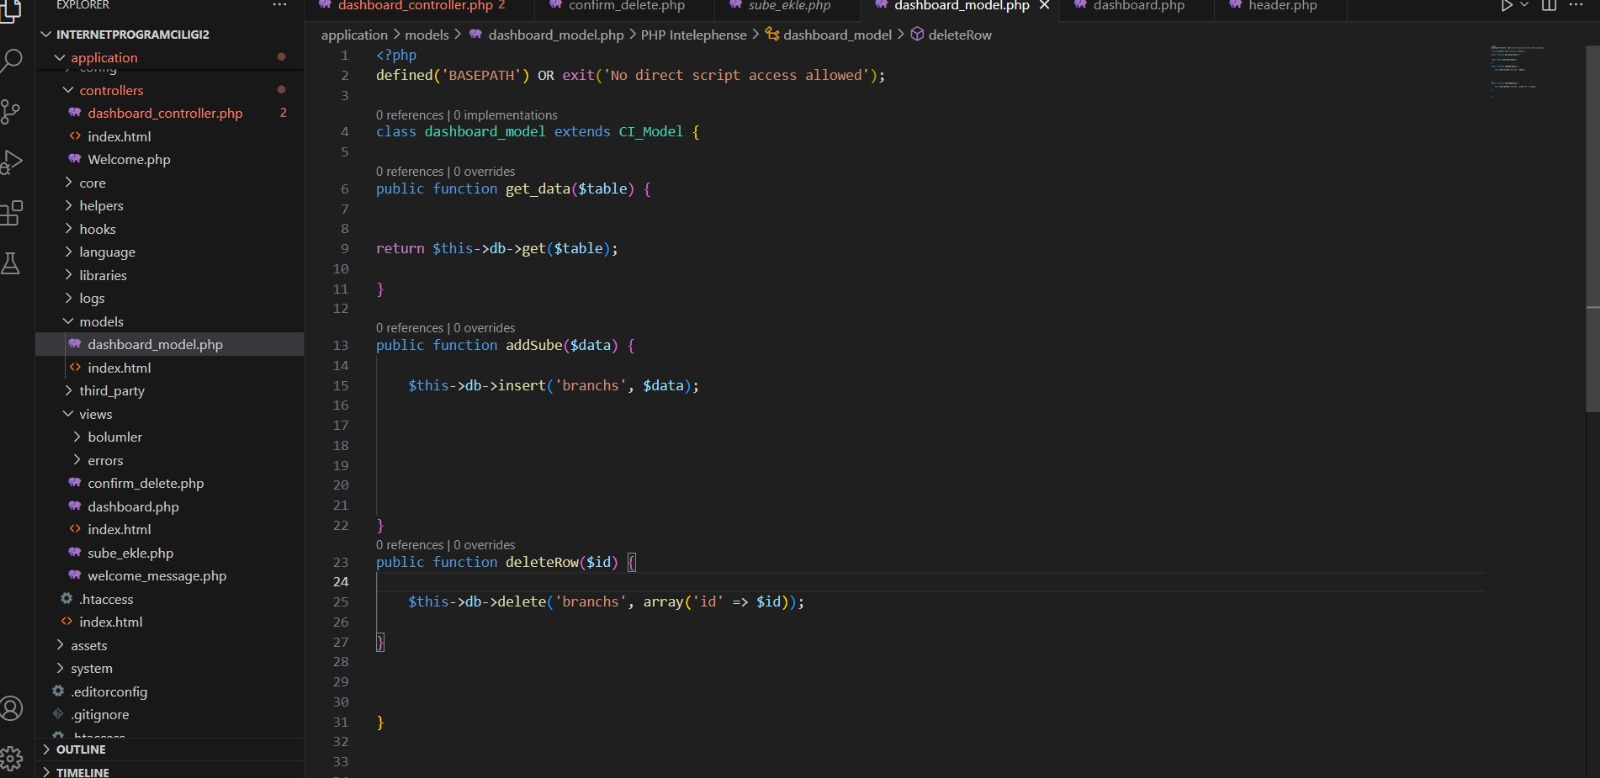 EXPLORER ···
dashboard_controller.php 2 confirm_delete.php sube_ekle.php dashboard_model.php dashboard.php header.php ···
INTERNETPROGRAMCILIGI2
application
config
controllers
dashboard_controller.php 2
index.html
Welcome.php
core
helpers
hooks
language
libraries
logs
models
dashboard_model.php
index.html
third_party
views
bolumler
errors
confirm_delete.php
dashboard.php
index.html
sube_ekle.php
welcome_message.php
.htaccess
index.html
assets
system
.editorconfig
.gitignore
.htaccess
OUTLINE
TIMELINE
application > models > dashboard_model.php > PHP Intelephense > dashboard_model > deleteRow
1 <?php
2 defined('BASEPATH') OR exit('No direct script access allowed');
3
0 references | 0 implementations
4 class dashboard_model extends CI_Model {
5
0 references | 0 overrides
6 public function get_data($table) {
7
8
9 return $this->db->get($table);
10
11 }
12
0 references | 0 overrides
13 public function addSube($data) {
14
15 $this->db->insert('branchs', $data);
16
17
18
19
20
21
22 }
0 references | 0 overrides
23 public function deleteRow($id) {
24
25 $this->db->delete('branchs', array('id' => $id));
26
27 }
28
29
30
31 }
32
33